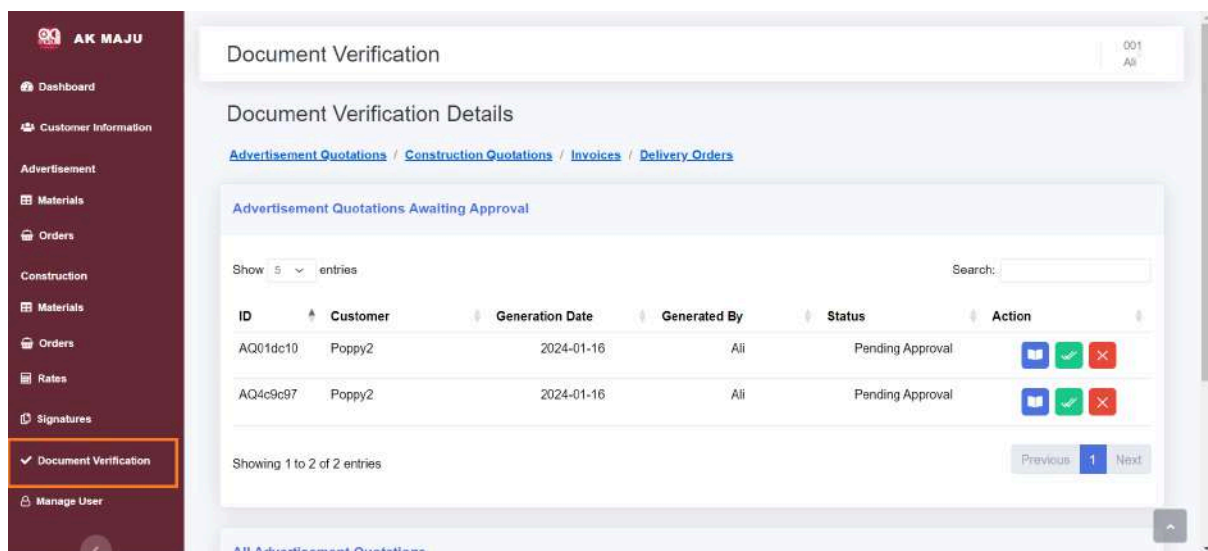 AK MAJU
Dashboard
Customer Information
Advertisement
Materials
Orders
Construction
Materials
Orders
Rates
Signatures
Document Verification
Manage User
Document Verification
001
Ali
Document Verification Details
Advertisement Quotations / Construction Quotations / Invoices / Delivery Orders
Advertisement Quotations Awaiting Approval
Show 5 entries
Search:
ID Customer Generation Date Generated By Status Action
AQ01dc10 Poppy2 2024-01-16 Ali Pending Approval
AQ4c9c97 Poppy2 2024-01-16 Ali Pending Approval
Showing 1 to 2 of 2 entries
Previous 1 Next
All Advertisement Quotations